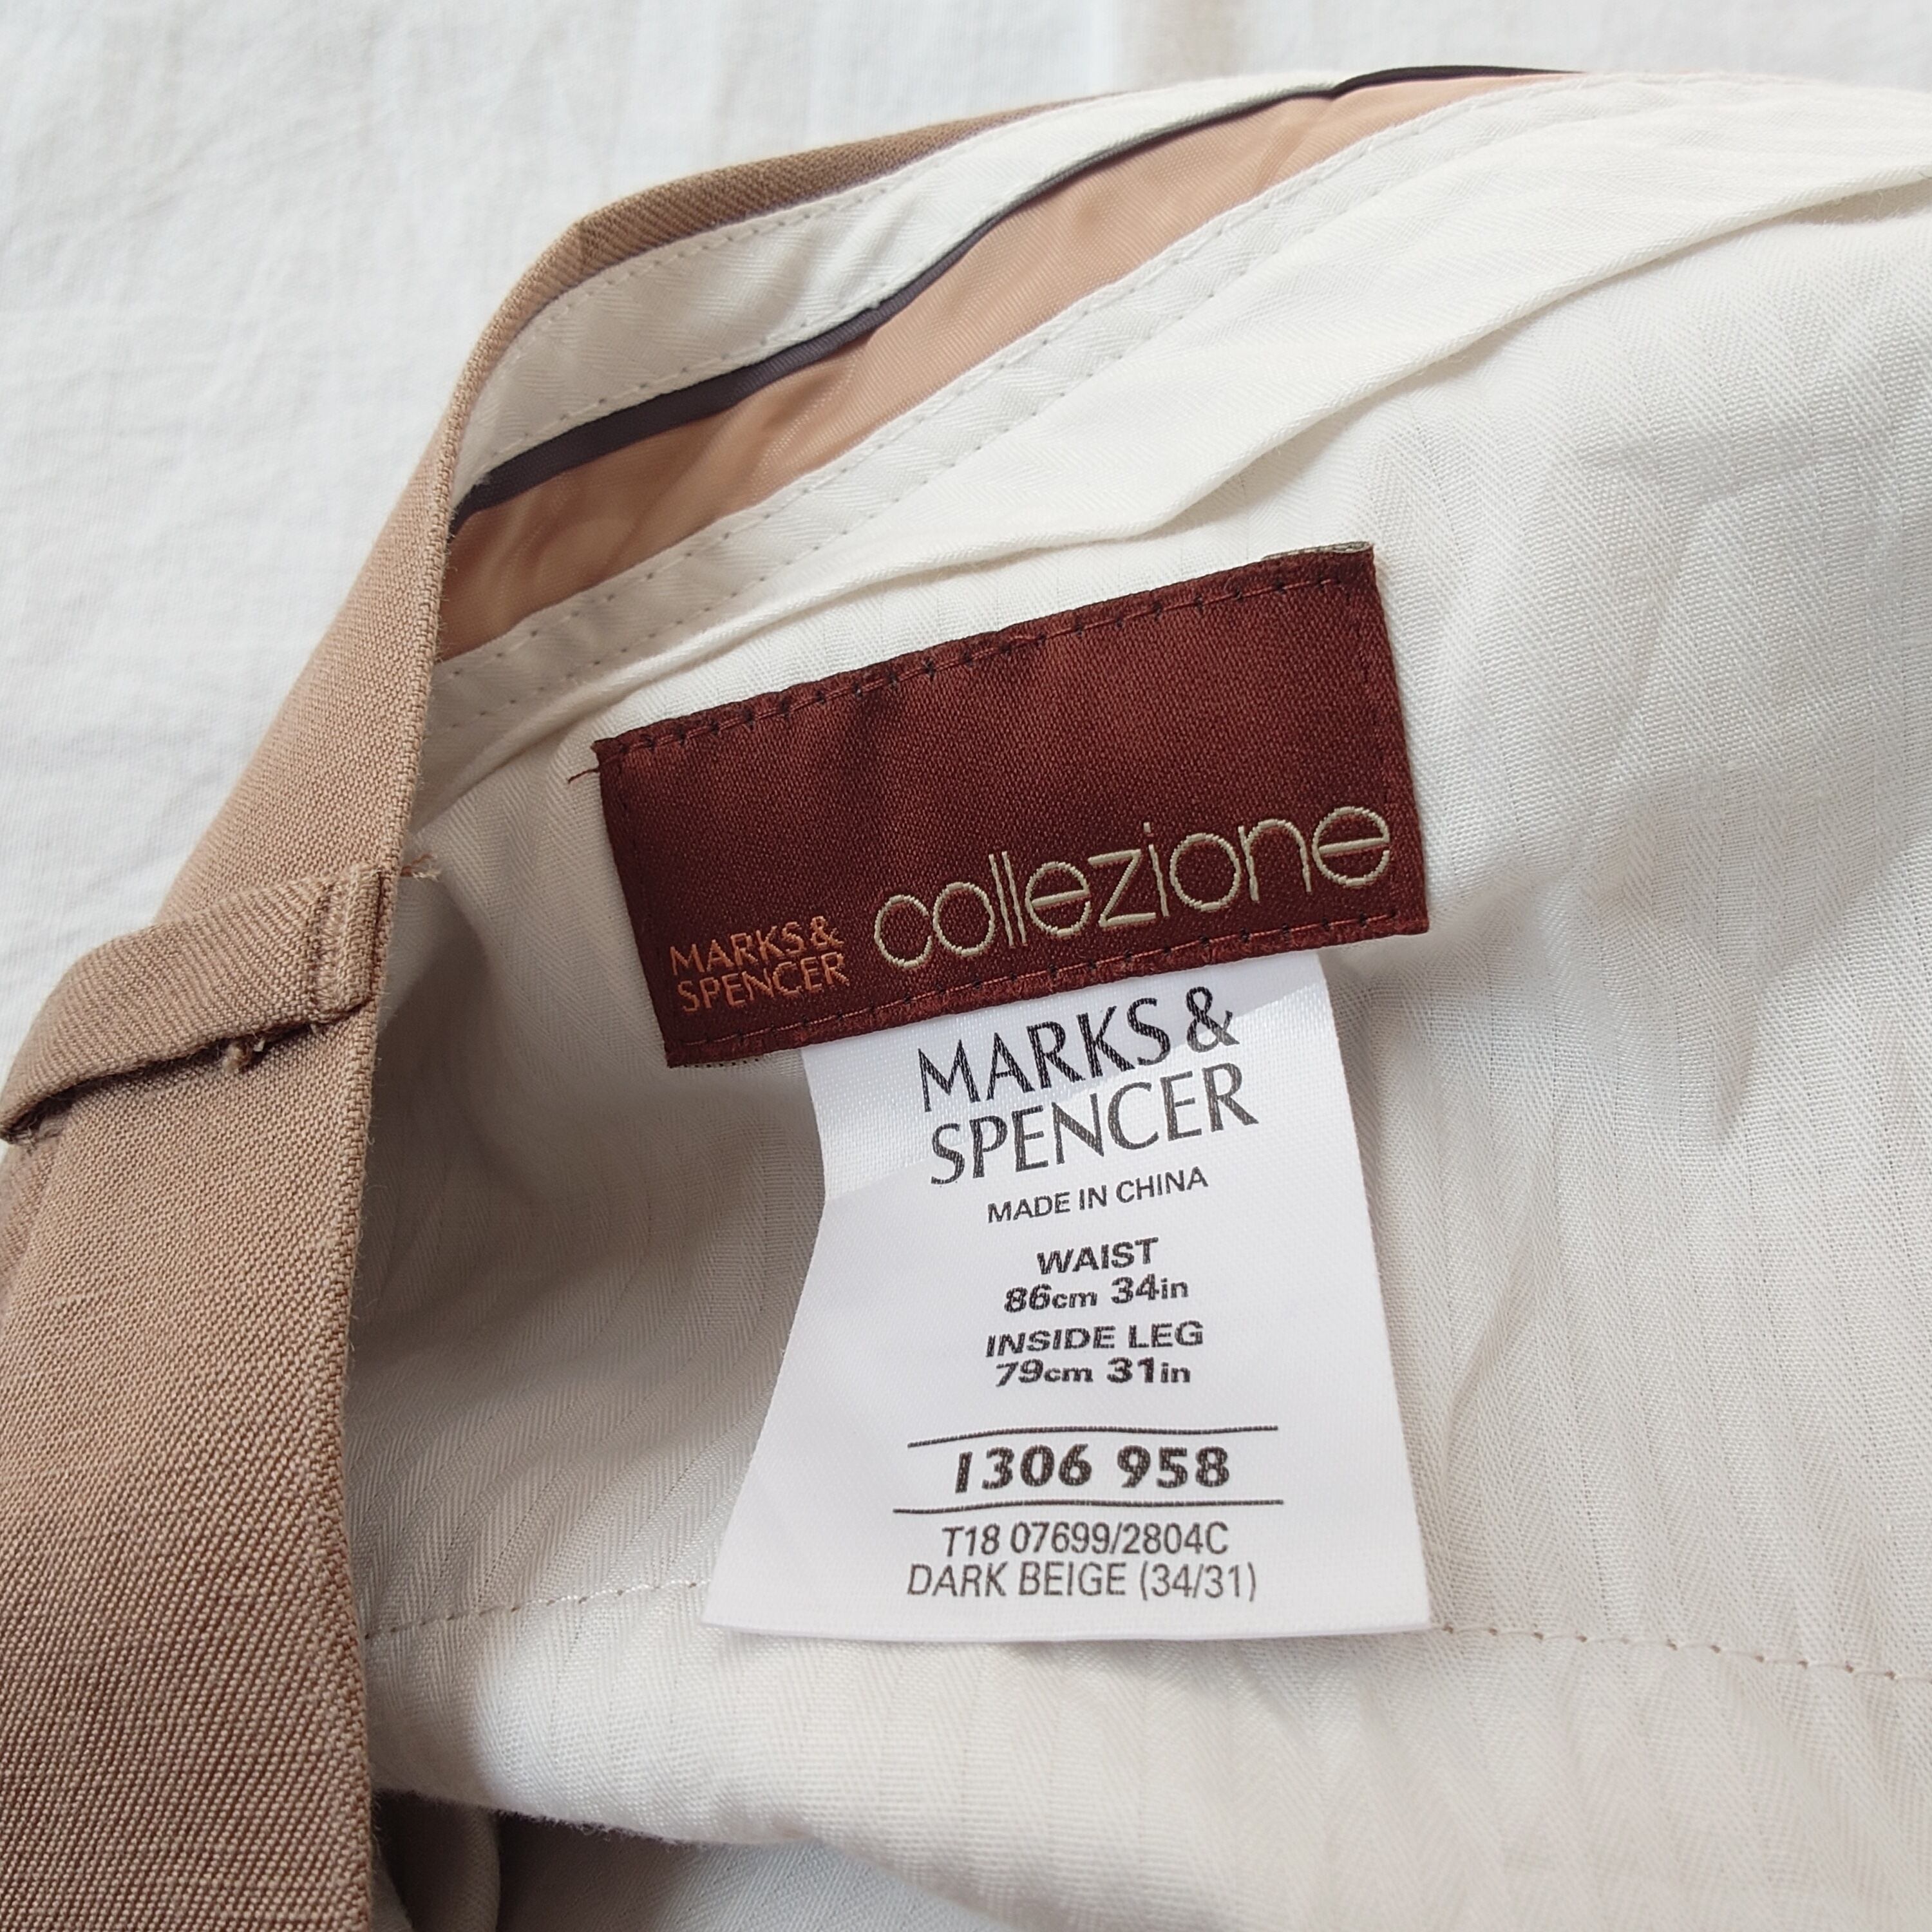 MARKS &
SPENCER
collezione
MARKS &
SPENCER
MADE IN CHINA
WAIST
86cm 34in
INSIDE LEG
79cm 31in
1306 958
T18 07699/2804C
DARK BEIGE (34/31)